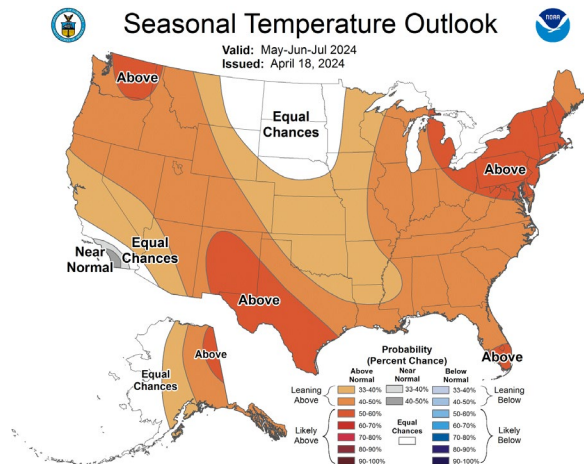 Seasonal Temperature Outlook
NOAA
Valid: May-Jun-Jul 2024
Issued: April 18, 2024
Above
Equal
Chances
Above
Near
Normal
Equal
Chances
Above
Above
Above
Equal
Chances
Probability
(Percent Chance)
Above
Normal
Near
Normal
Below
Normal
Leaning
Above
33-40%
40-50%
33-40%
40-50%
33-40%
40-50%
Leaning
Below
Likely
Above
50-60%
60-70%
70-80%
80-90%
90-100%
Equal
Chances
50-60%
60-70%
70-80%
80-90%
90-100%
Likely
Below